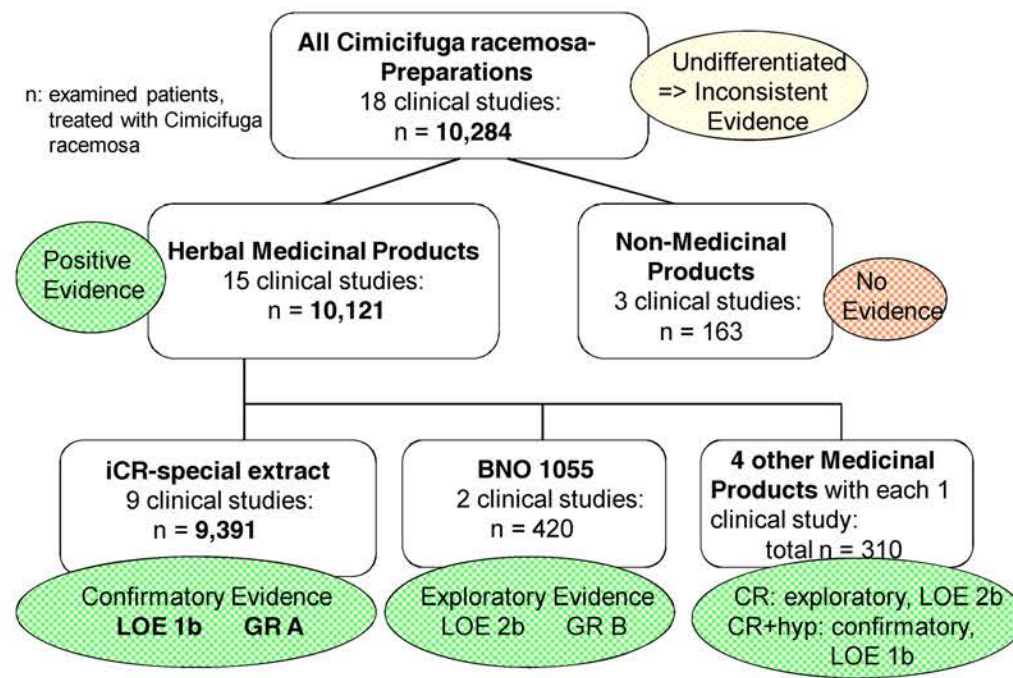 All Cimicifuga racemosa-
Preparations
18 clinical studies:
n = 10,284
Undifferentiated
=> Inconsistent
Evidence
n: examined patients,
treated with Cimicifuga
racemosa
Positive
Evidence
Herbal Medicinal Products
15 clinical studies:
n = 10,121
Non-Medicinal
Products
3 clinical studies:
n = 163
No
Evidence
iCR-special extract
9 clinical studies:
n = 9,391
Confirmatory Evidence
LOE 1b GR A
BNO 1055
2 clinical studies:
n = 420
Exploratory Evidence
LOE 2b GR B
4 other Medicinal
Products with each 1
clinical study:
total n = 310
CR: exploratory, LOE 2b
CR+hyp: confirmatory,
LOE 1b